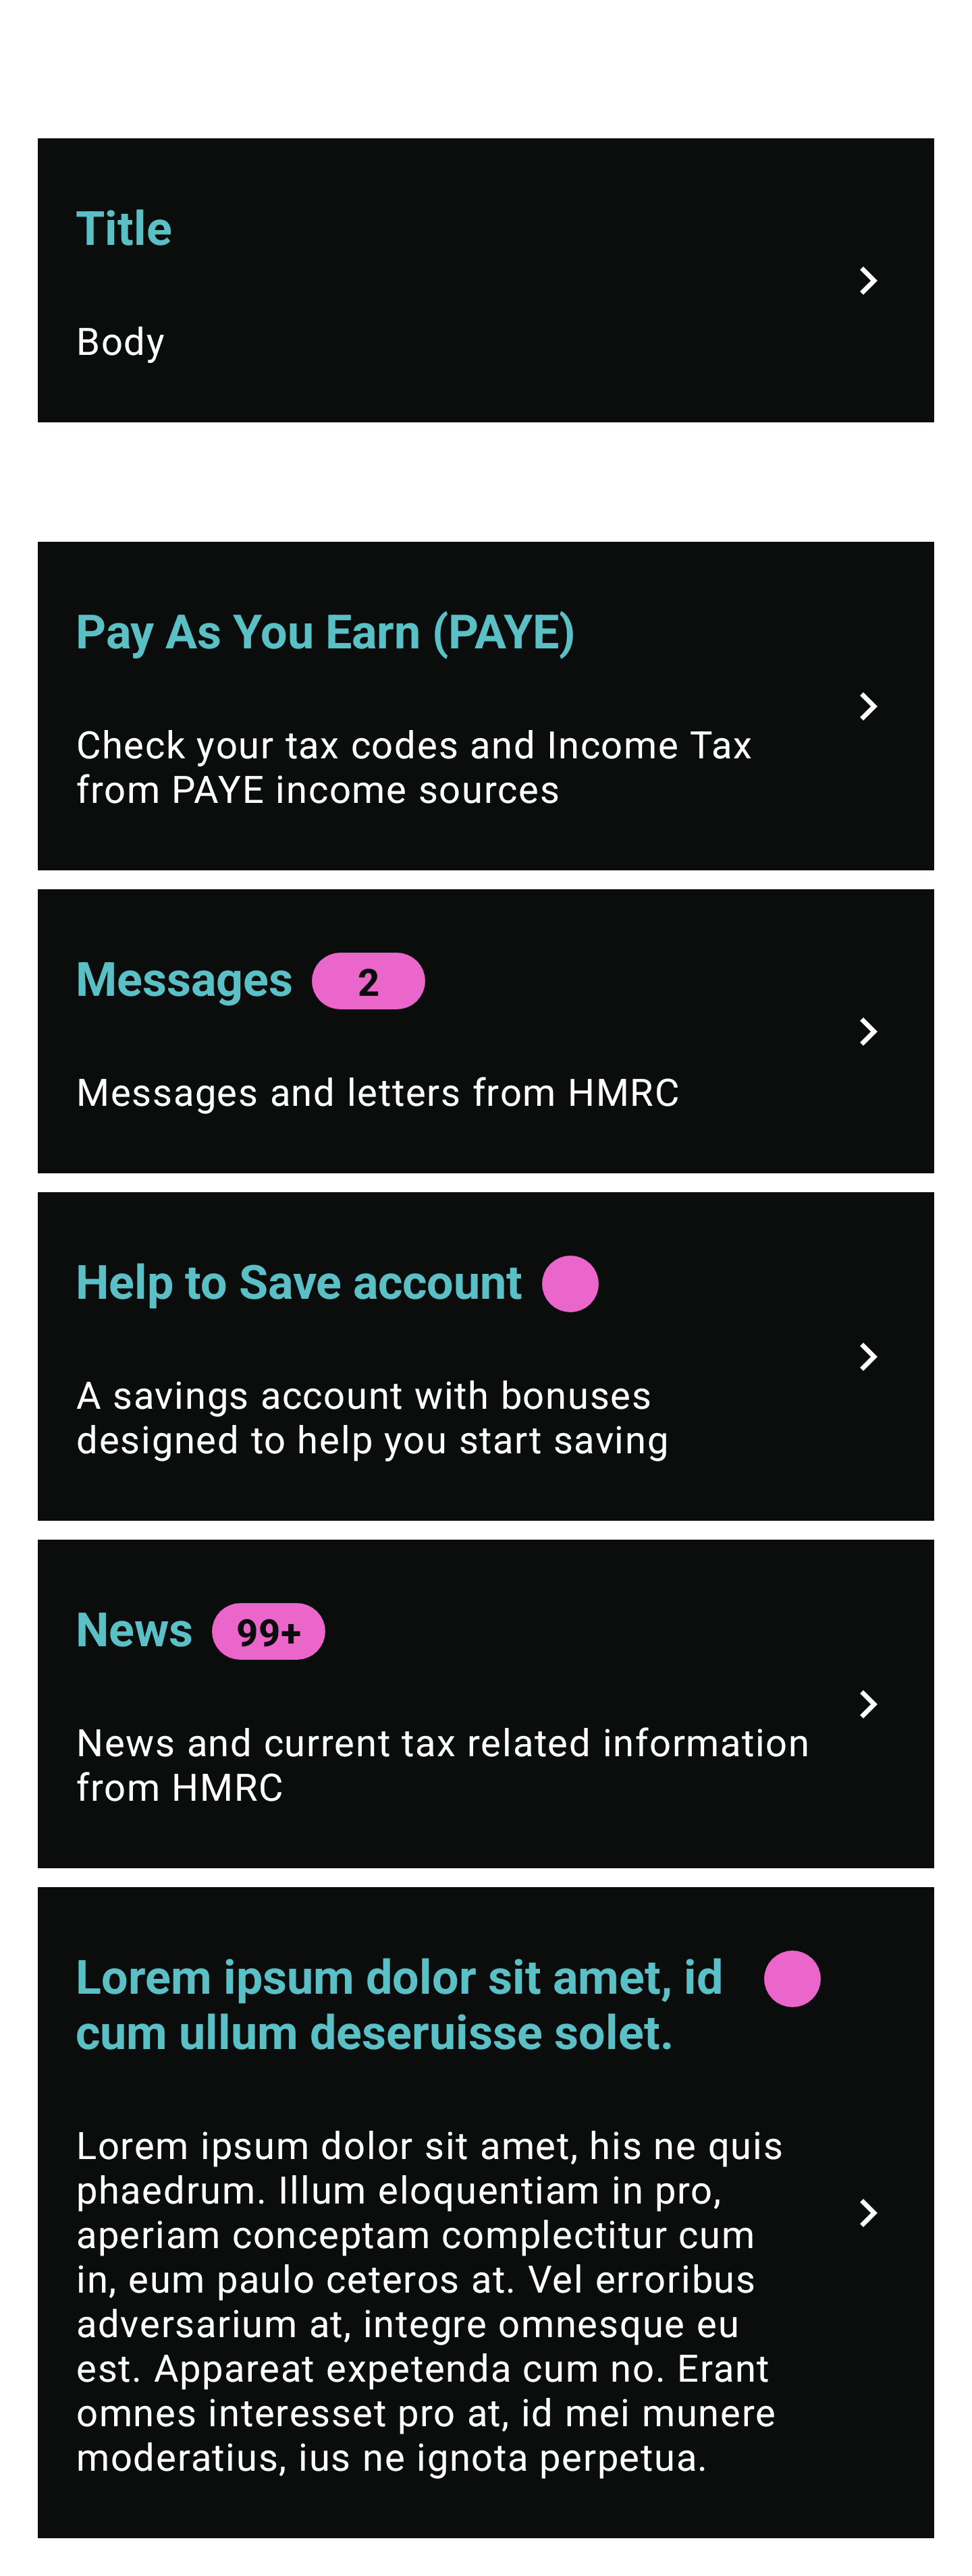 Title
Body
Pay As You Earn (PAYE)
Check your tax codes and Income Tax
from PAYE income sources
Messages 2
Messages and letters from HMRC
Help to Save account
A savings account with bonuses
designed to help you start saving
News 99+
News and current tax related information
from HMRC
Lorem ipsum dolor sit amet, id
cum ullum deseruisse solet.
Lorem ipsum dolor sit amet, his ne quis
phaedrum. Illum eloquentiam in pro,
aperiam conceptam complectitur cum
in, eum paulo ceteros at. Vel erroribus
adversarium at, integre omnesque eu
est. Appareat expetenda cum no. Erant
omnes interesset pro at, id mei munere
moderatius, ius ne ignota perpetua.